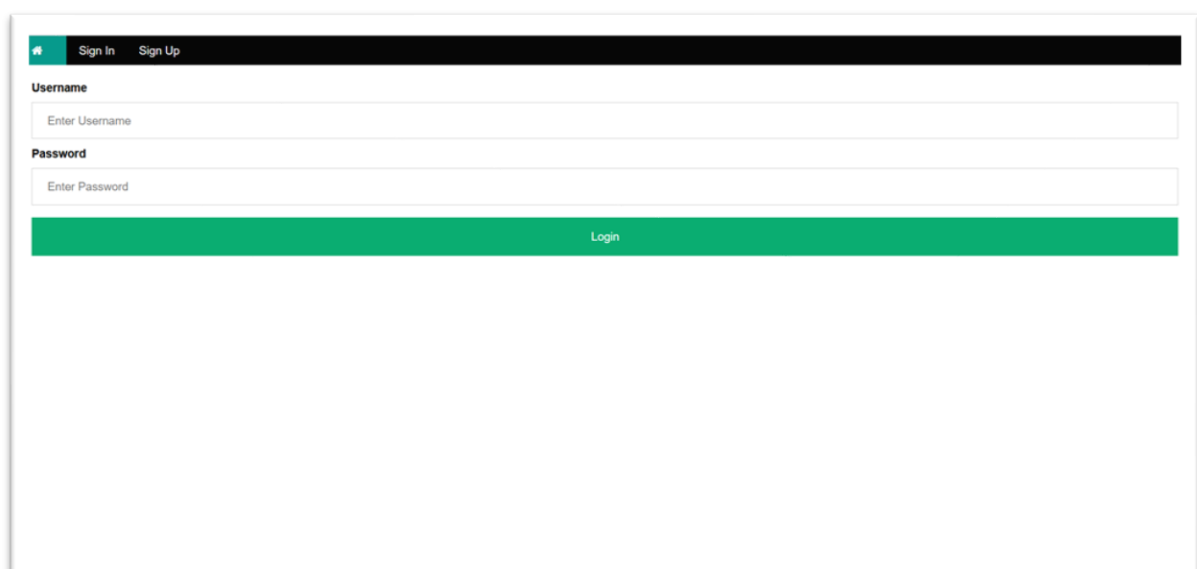 Sign In Sign Up
Username
Enter Username
Password
Enter Password
Login